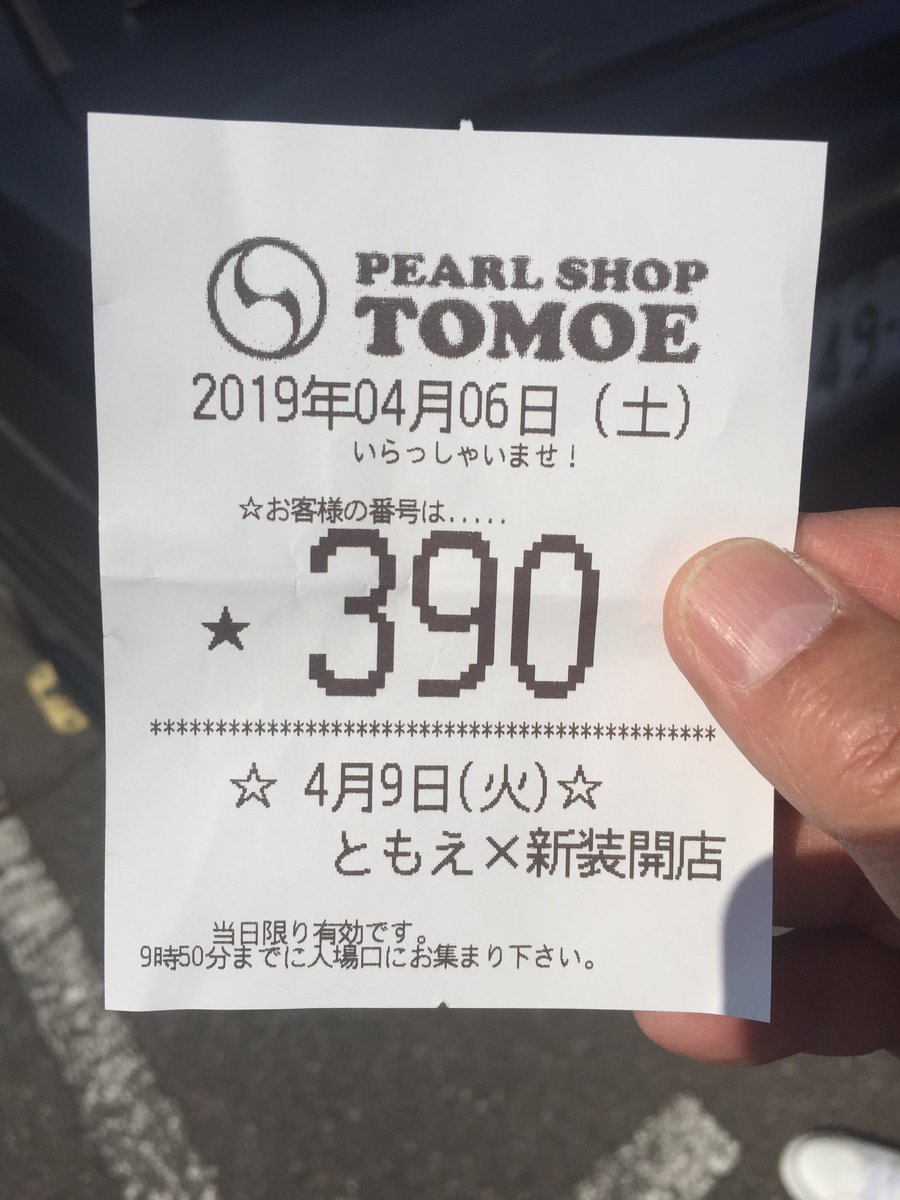 PEARL SHOP
TOMOE
2019年04月06日（土）
いらっしゃいませ！
☆お客様の番号は.....
★ 390
********************************************
☆ 4月9日(火)☆
ともえ×新装開店
当日限り有効です。
9時50分までに入場口にお集まり下さい。
49-